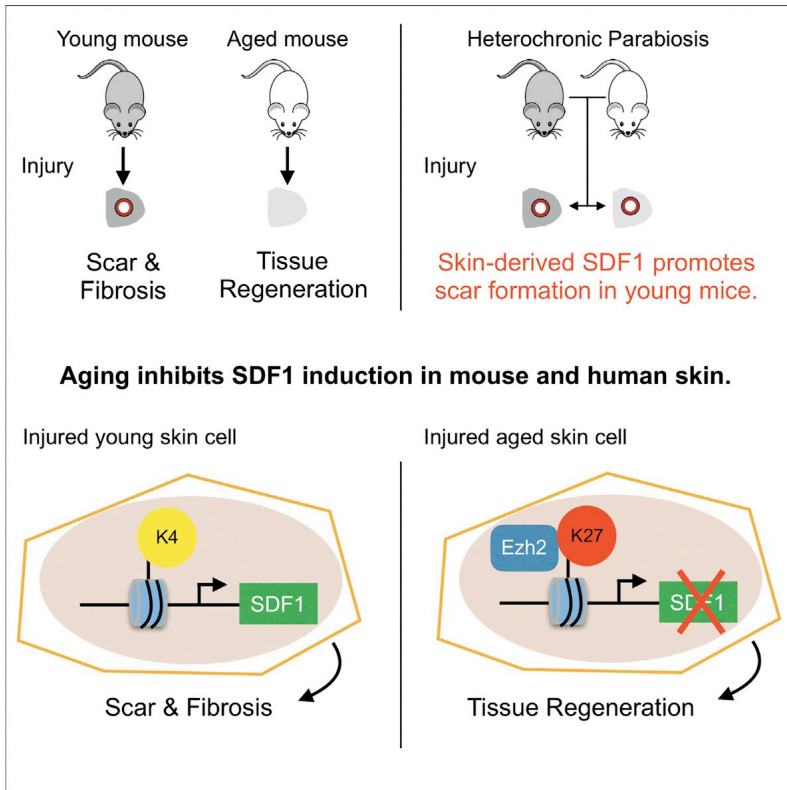 Young mouse
Aged mouse
Injury
Scar &
Fibrosis
Tissue
Regeneration
Heterochronic Parabiosis
Injury
Skin-derived SDF1 promotes
scar formation in young mice.
Aging inhibits SDF1 induction in mouse and human skin.
Injured young skin cell
K4
SDF1
Scar & Fibrosis
Injured aged skin cell
Ezh2
K27
SDF1
Tissue Regeneration